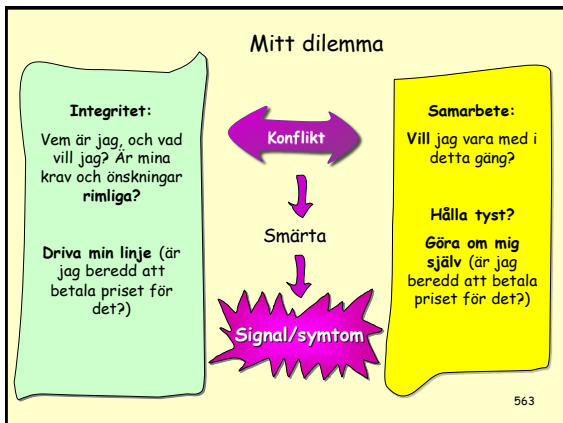 Mitt dilemma
Integritet:
Vem är jag, och vad
vill jag? Är mina
krav och önskningar
rimliga?
Driva min linje (är
jag beredd att
betala priset för
det?)
Konflikt
Smärta
Signal/symtom
Samarbete:
Vill jag vara med i
detta gäng?
Hålla tyst?
Göra om mig
själv (är jag
beredd att betala
priset för det?)
563